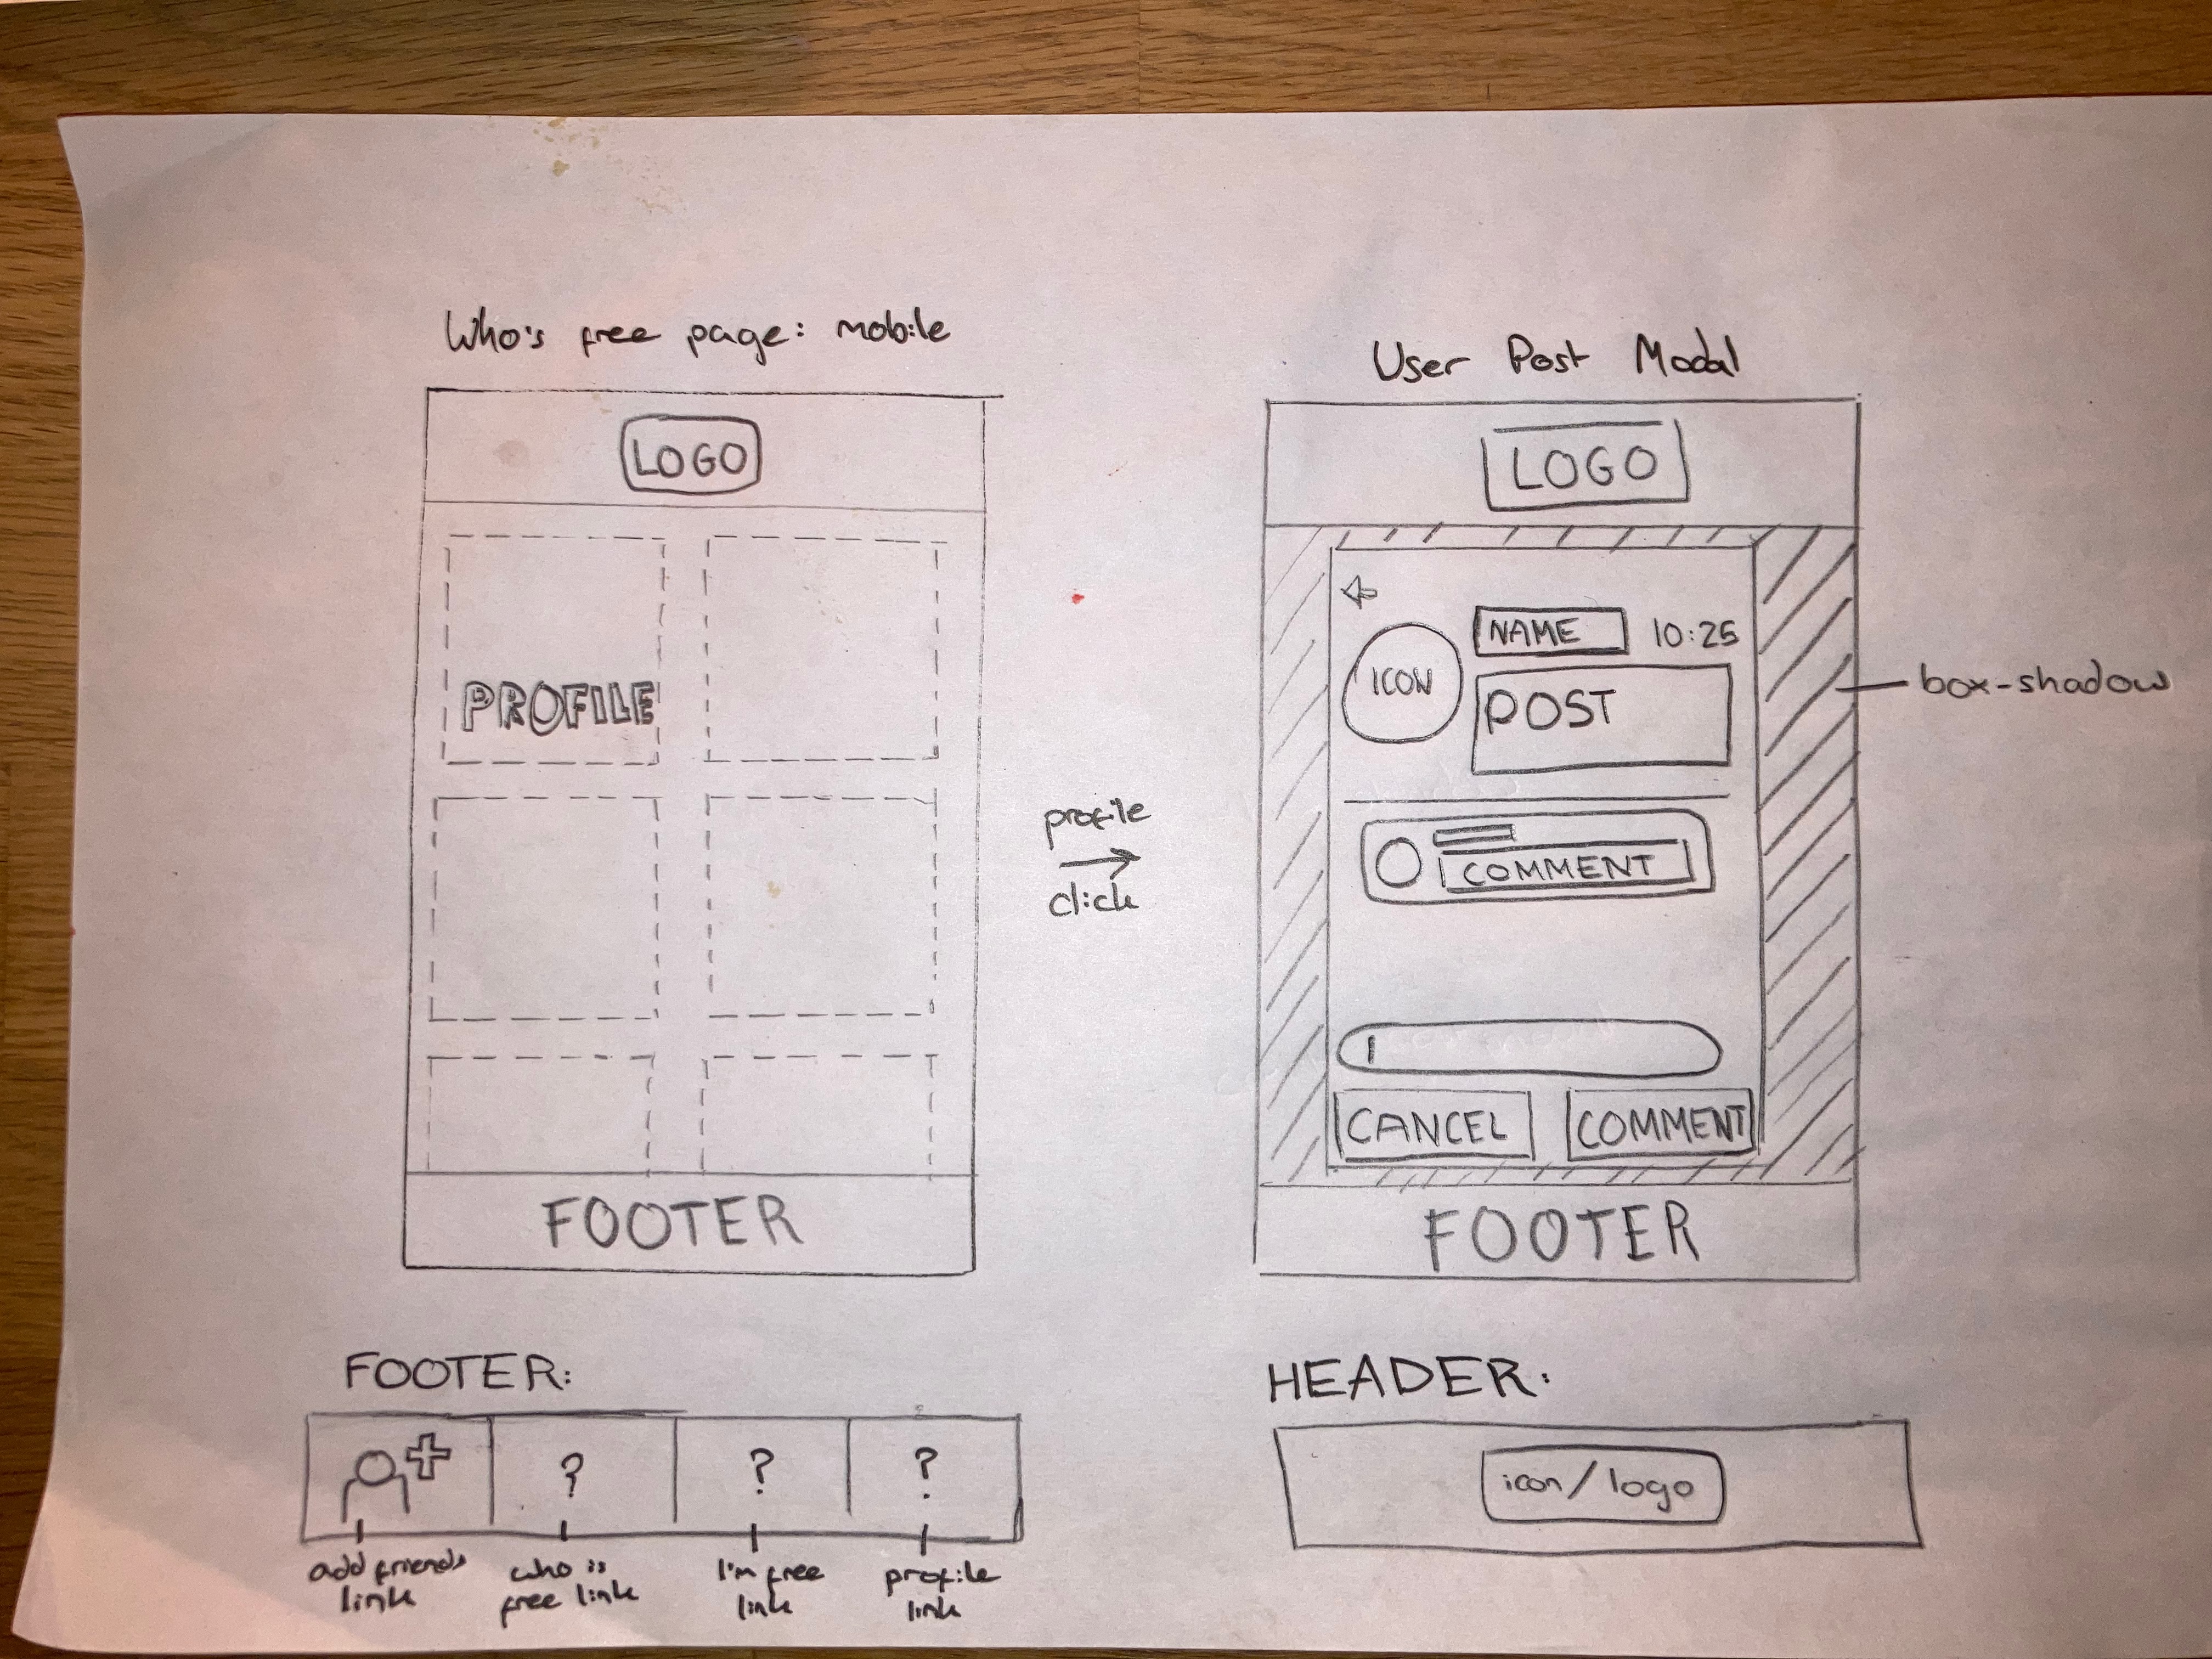 Who's free page: mobile
LOGO
PROFILE
FOOTER
profile
click
User Post Modal
LOGO
NAME 10:25
ICON
POST
box-shadow
COMMENT
CANCEL COMMENT
FOOTER
FOOTER:
? ? ?
add friends
link
who is
free link
I'm free
link
profile
link
HEADER:
icon/logo